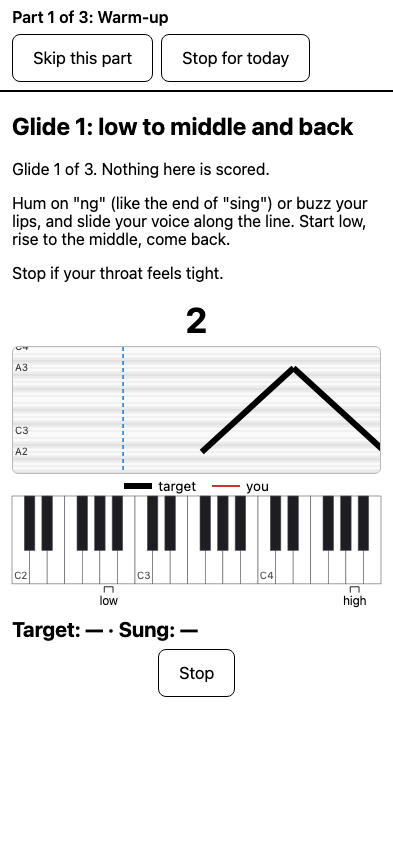 Part 1 of 3: Warm-up
Skip this part
Stop for today
Glide 1: low to middle and back
Glide 1 of 3. Nothing here is scored.
Hum on "ng" (like the end of "sing") or buzz your
lips, and slide your voice along the line. Start low,
rise to the middle, come back.
Stop if your throat feels tight.
2
A3
C3
A2
target
you
C2
C3
C4
low
high
Target: — · Sung: —
Stop